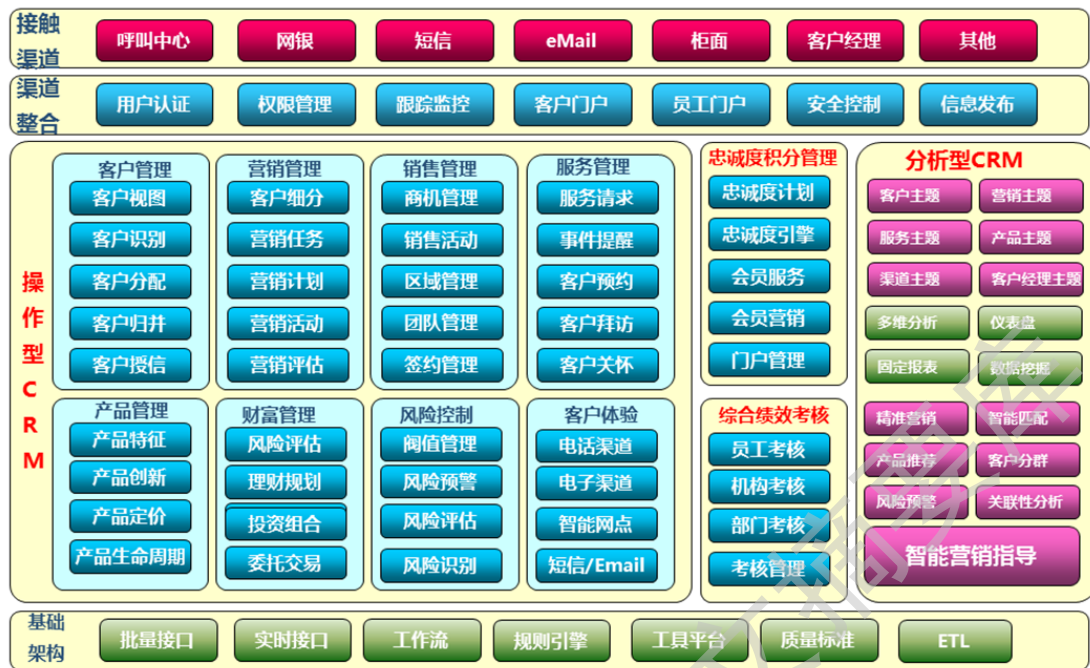 接触
渠道
呼叫中心
网银
短信
eMail
柜面
客户经理
其他
渠道
整合
用户认证
权限管理
跟踪监控
客户门户
员工门户
安全控制
信息发布
操作型CRM
客户管理
客户视图
客户识别
客户分配
客户归并
客户授信
营销管理
客户细分
营销任务
营销计划
营销活动
营销评估
销售管理
商机管理
销售活动
区域管理
团队管理
签约管理
服务管理
服务请求
事件提醒
客户预约
客户拜访
客户关怀
产品管理
产品特征
产品创新
产品定价
产品生命周期
财富管理
风险评估
理财规划
投资组合
委托交易
风险控制
阀值管理
风险预警
风险评估
风险识别
客户体验
电话渠道
电子渠道
智能网点
短信/Email
忠诚度积分管理
忠诚度计划
忠诚度引擎
会员服务
会员营销
门户管理
综合绩效考核
员工考核
机构考核
部门考核
考核管理
分析型CRM
客户主题
营销主题
服务主题
产品主题
渠道主题
客户经理主题
多维分析
仪表盘
固定报表
数据挖掘
精准营销
智能匹配
产品推荐
客户分群
风险预警
关联性分析
智能营销指导
基础
架构
批量接口
实时接口
工作流
规则引擎
工具平台
质量标准
ETL
摘要库